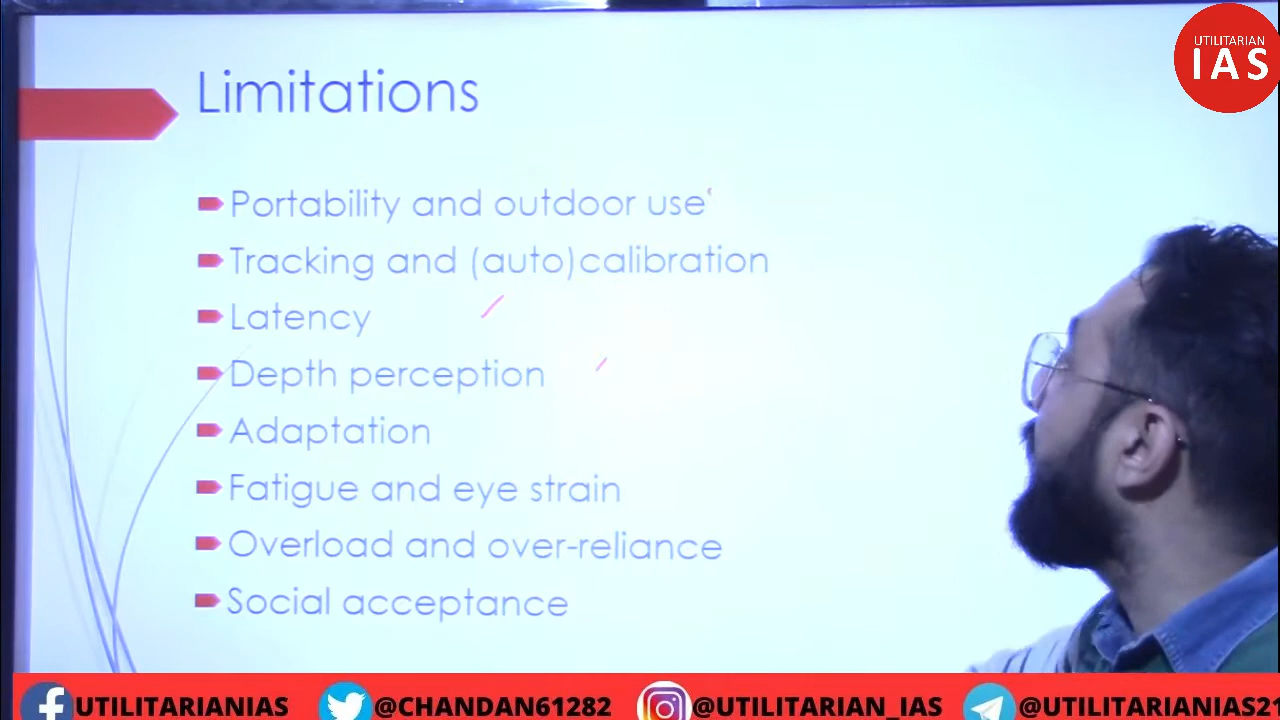 UTILITARIAN
IAS
Limitations
Portability and outdoor use
Tracking and (auto)calibration
Latency
Depth perception
Adaptation
Fatigue and eye strain
Overload and over-reliance
Social acceptance
UTILITARIANIAS @CHANDAN61282 @UTILITARIAN_IAS @UTILITARIANIAS21